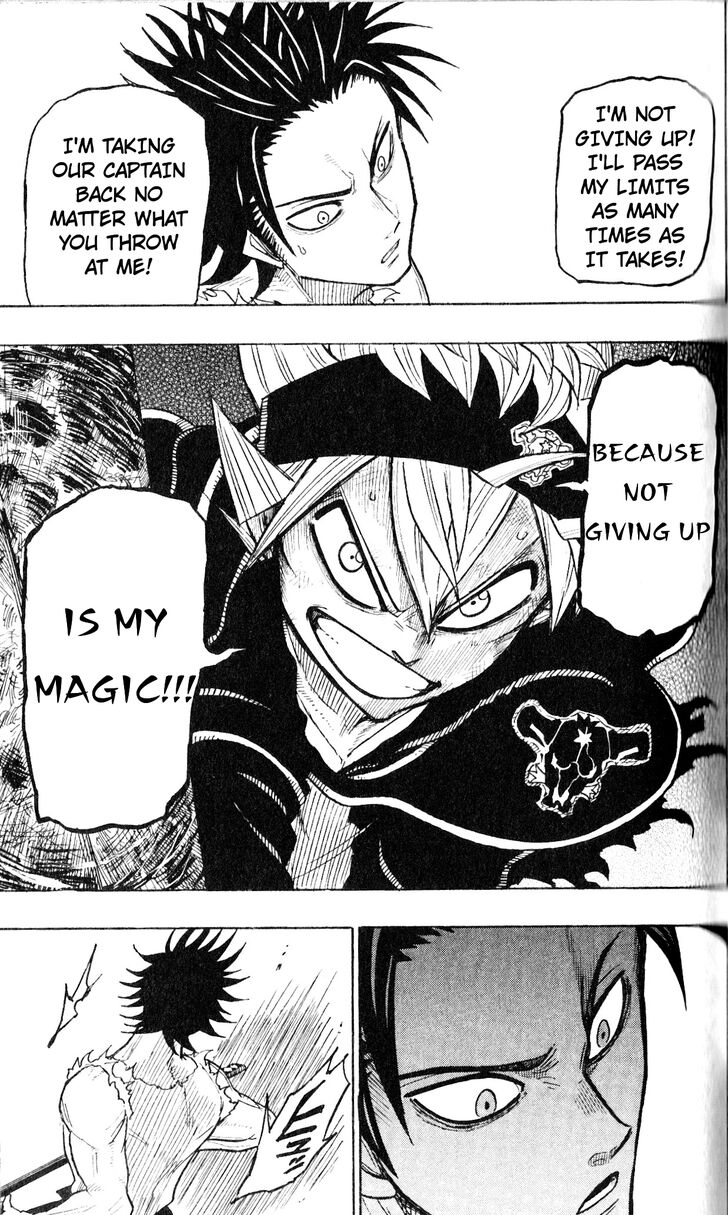 I'M NOT
GIVING UP!
I'LL PASS
MY LIMITS
AS MANY
TIMES AS
IT TAKES!
I'M TAKING
OUR CAPTAIN
BACK NO
MATTER WHAT
YOU THROW
AT ME!
BECAUSE
NOT
GIVING UP
IS MY
MAGIC!!!